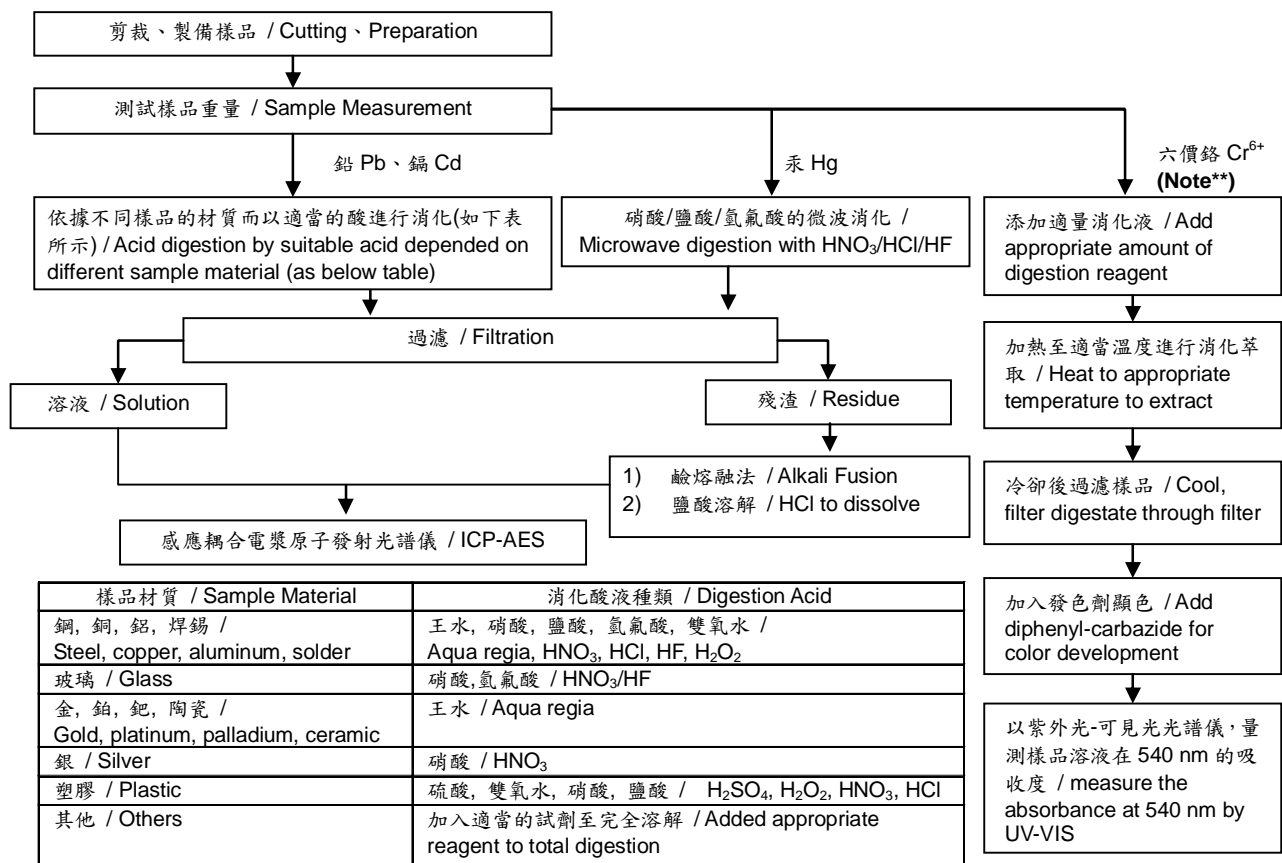 剪裁、製備樣品 / Cutting、Preparation
測試樣品重量 / Sample Measurement
鉛 Pb、鎘 Cd
汞 Hg
六價鉻 Cr6+
(Note**)
依據不同樣品的材質而以適當的酸進行消化(如下表
所示) / Acid digestion by suitable acid depended on
different sample material (as below table)
硝酸/鹽酸/氫氟酸的微波消化 /
Microwave digestion with HNO3/HCl/HF
添加適量消化液 / Add
appropriate amount of
digestion reagent
過濾 / Filtration
加熱至適當溫度進行消化萃
取 / Heat to appropriate
temperature to extract
溶液 / Solution
殘渣 / Residue
1) 鹼熔融法 / Alkali Fusion
2) 鹽酸溶解 / HCl to dissolve
冷卻後過濾樣品 / Cool,
filter digestate through filter
感應耦合電漿原子發射光譜儀 / ICP-AES
加入發色劑顯色 / Add
diphenyl-carbazide for
color development
以紫外光-可見光光譜儀，量
測樣品溶液在 540 nm 的吸
收度 / measure the
absorbance at 540 nm by
UV-VIS
樣品材質 / Sample Material 消化酸液種類 / Digestion Acid
鋼, 銅, 鋁, 焊錫 / 王水, 硝酸, 鹽酸, 氫氟酸, 雙氧水 /
Steel, copper, aluminum, solder Aqua regia, HNO3, HCl, HF, H2O2
玻璃 / Glass 硝酸,氫氟酸 / HNO3/HF
金, 鉑, 鈀, 陶瓷 / 王水 / Aqua regia
Gold, platinum, palladium, ceramic
銀 / Silver 硝酸 / HNO3
塑膠 / Plastic 硫酸, 雙氧水, 硝酸, 鹽酸 / H2SO4, H2O2, HNO3, HCl
其他 / Others 加入適當的試劑至完全溶解 / Added appropriate
reagent to total digestion